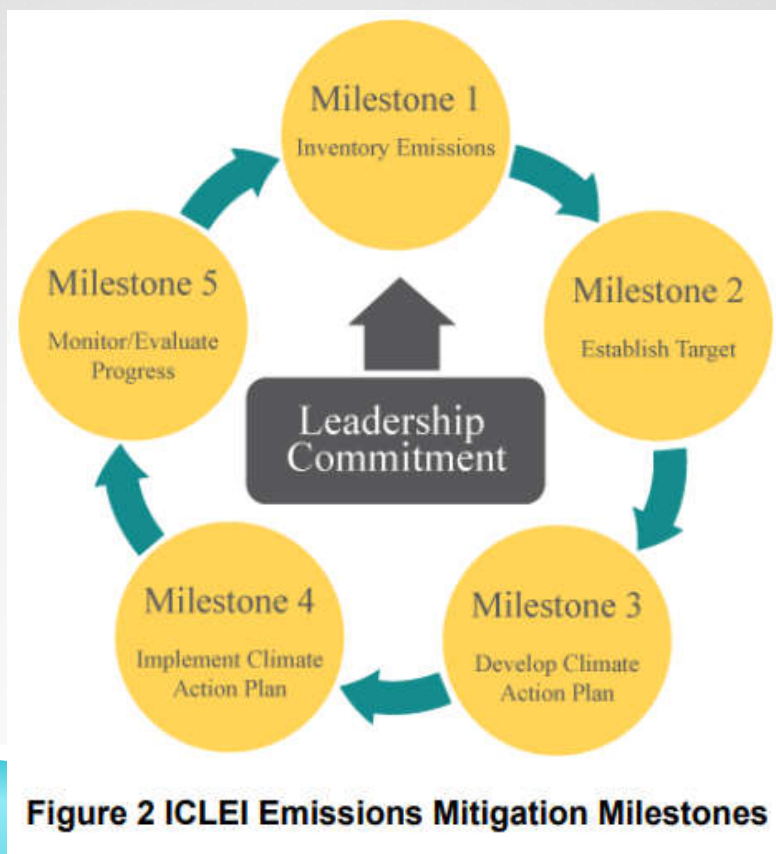 Milestone 1
Inventory Emissions
Milestone 2
Establish Target
Milestone 3
Develop Climate
Action Plan
Milestone 4
Implement Climate
Action Plan
Milestone 5
Monitor/Evaluate
Progress
Leadership
Commitment
Figure 2 ICLEI Emissions Mitigation Milestones